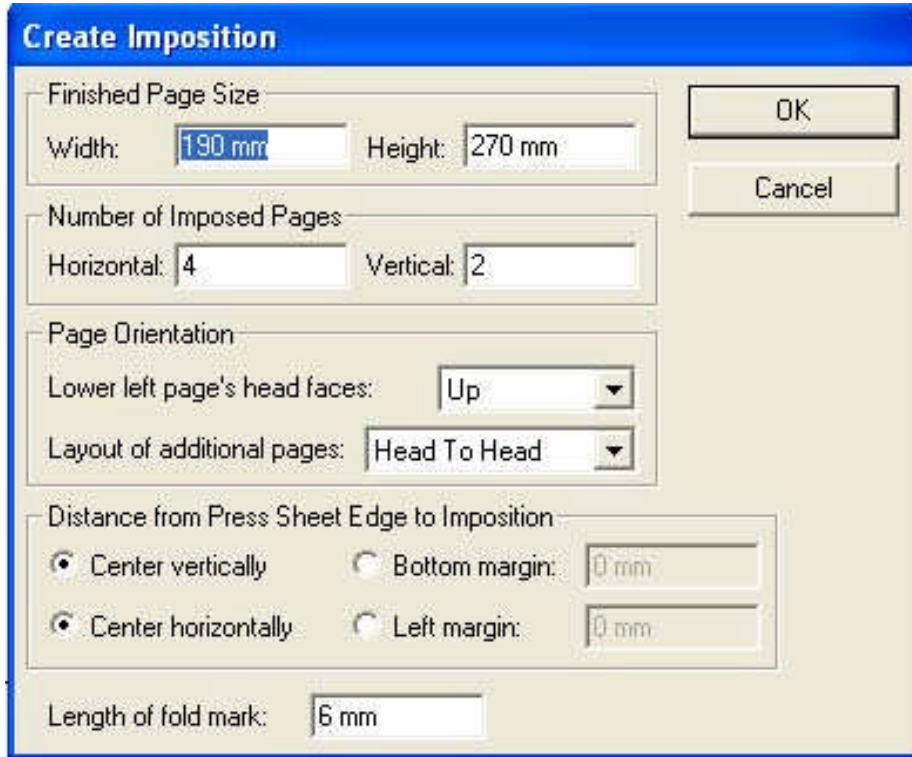 Create Imposition
Finished Page Size
Width: 190 mm Height: 270 mm
OK
Cancel
Number of Imposed Pages
Horizontal: 4 Vertical: 2
Page Orientation
Lower left page's head faces: Up
Layout of additional pages: Head To Head
Distance from Press Sheet Edge to Imposition
Center vertically Bottom margin: 0 mm
Center horizontally Left margin: 0 mm
Length of fold mark: 6 mm